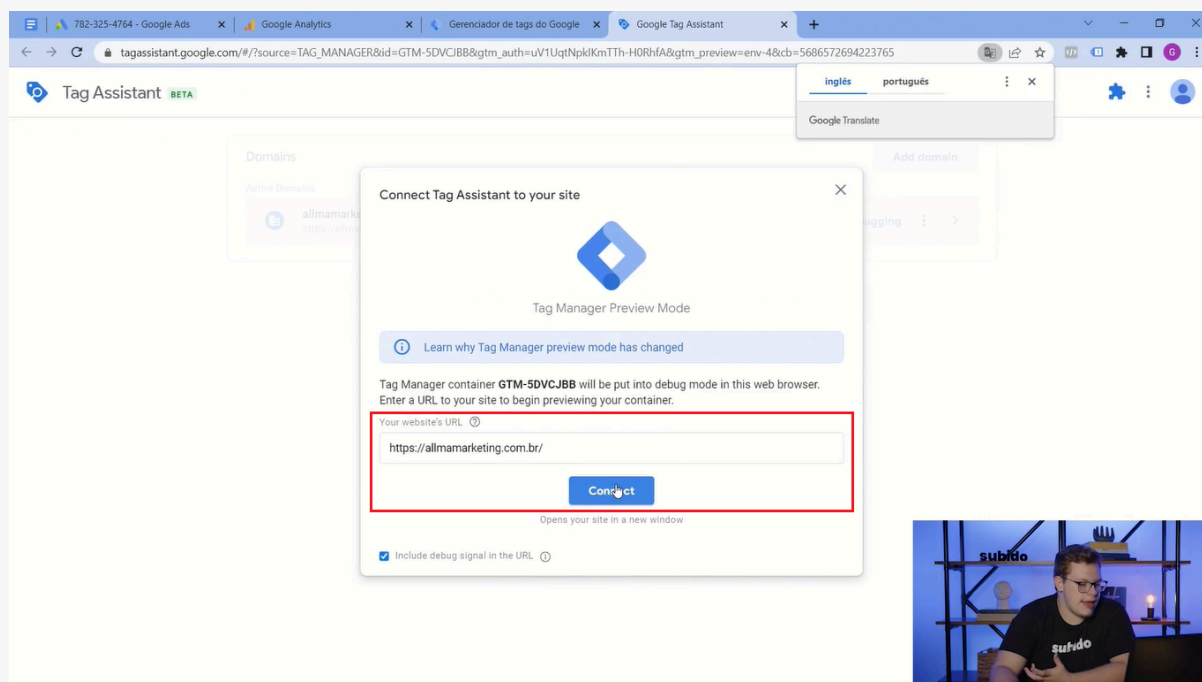 782-325-4764 - Google Ads
Google Analytics
Gerenciador de tags do Google
Google Tag Assistant
tagassistant.google.com/#/?source=TAG_MANAGER&id=GTM-5DVCJBB&gtm_auth=uV1UqtNpklKmTTh-H0RhfA&gtm_preview=env-4&cb=5686572694223765
G
Tag Assistant BETA
inglês português
Google Translate
Domains
Add domain
Active Domains
Connect Tag Assistant to your site
Tag Manager Preview Mode
Learn why Tag Manager preview mode has changed
Tag Manager container GTM-5DVCJBB will be put into debug mode in this web browser.
Enter a URL to your site to begin previewing your container.
Your website's URL
https://allmamarketing.com.br/
Connect
Opens your site in a new window
Include debug signal in the URL
subido
subido